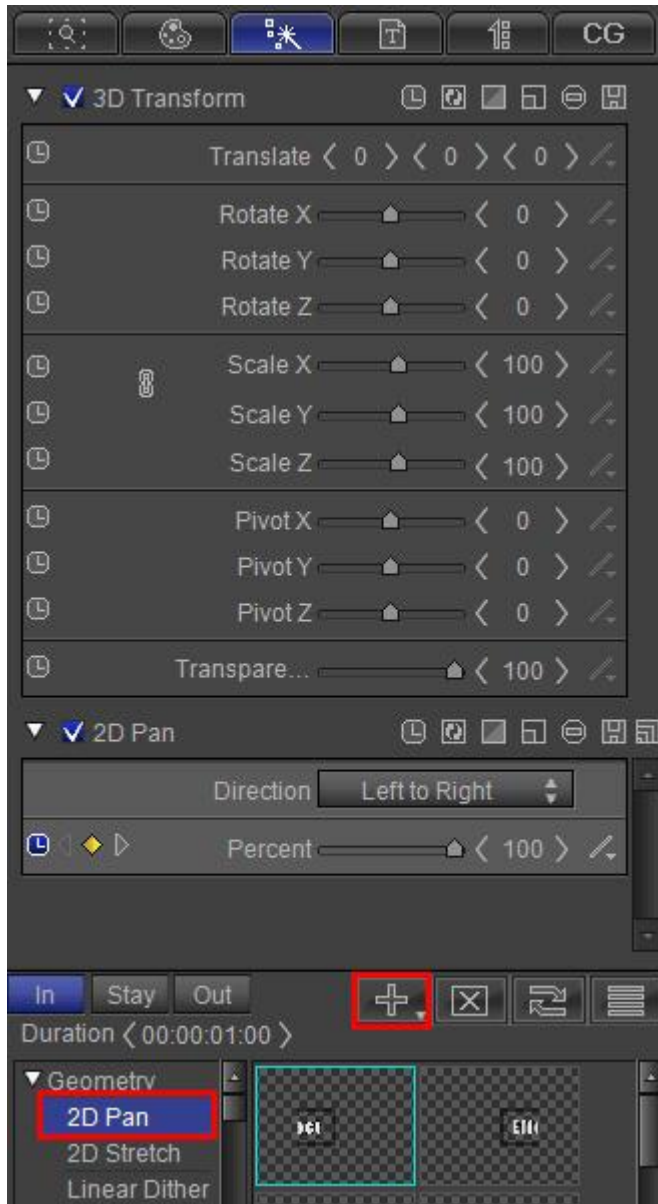 T CG
3D Transform
Translate 0 0 0
Rotate X 0
Rotate Y 0
Rotate Z 0
Scale X 100
Scale Y 100
Scale Z 100
Pivot X 0
Pivot Y 0
Pivot Z 0
Transpare... 100
2D Pan
Direction Left to Right
Percent 100
In Stay Out
Duration 00:00:01:00
Geometry
2D Pan
2D Stretch
Linear Dither